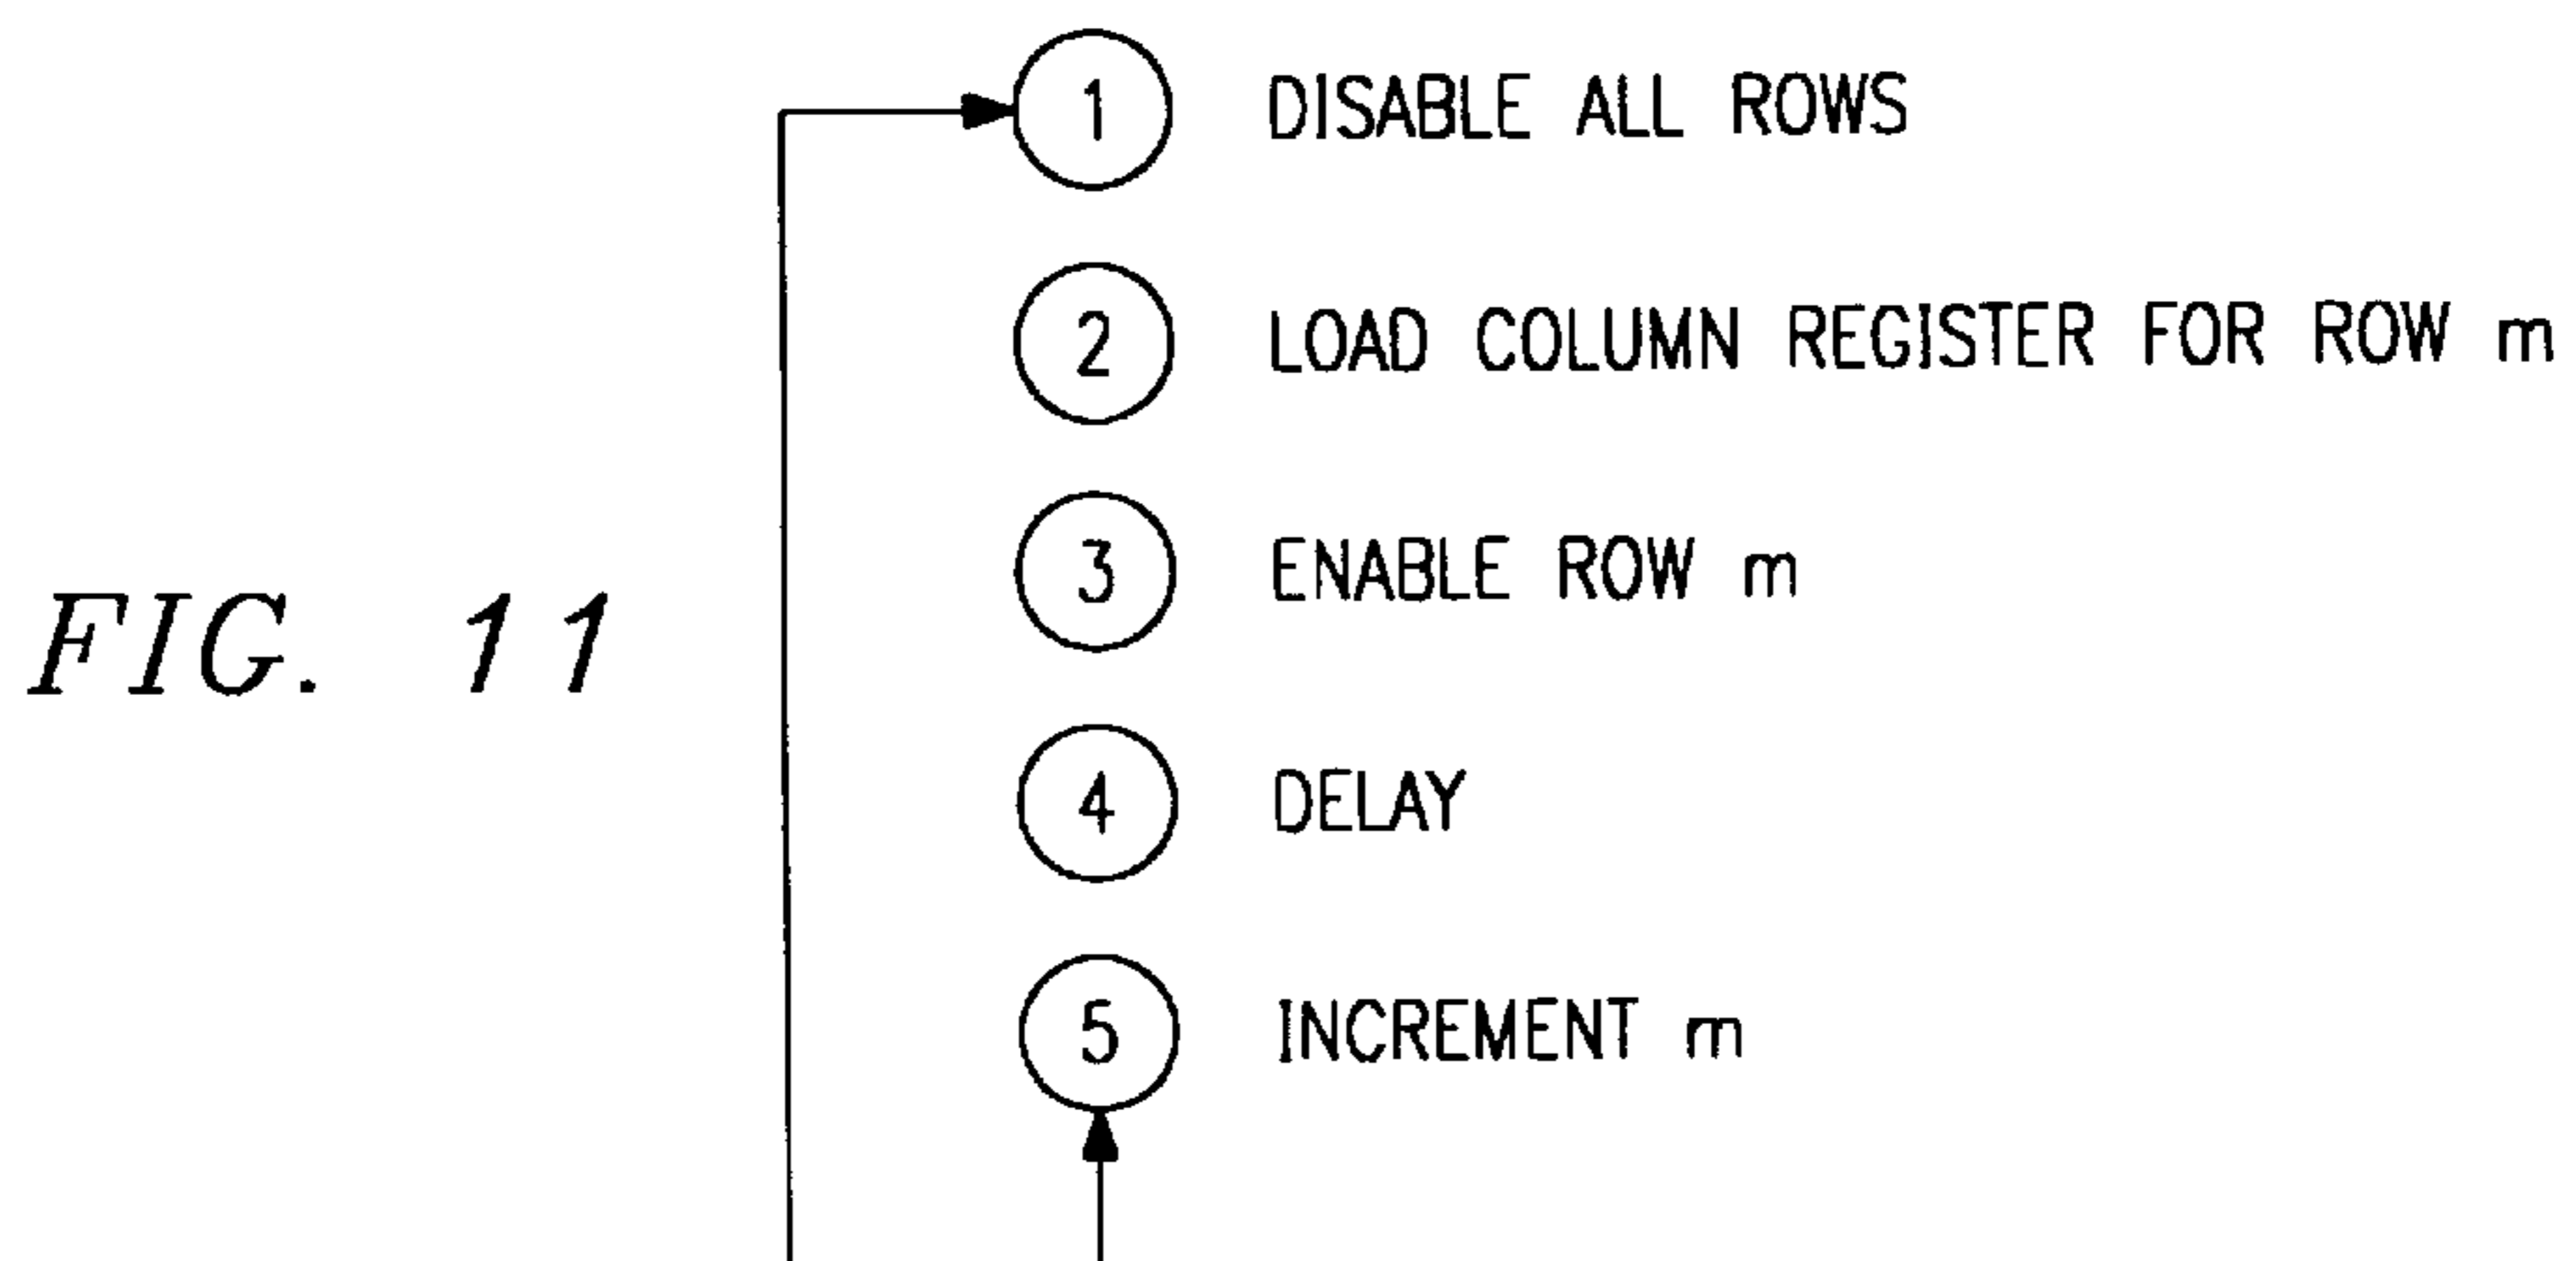 1 DISABLE ALL ROWS
2 LOAD COLUMN REGISTER FOR ROW m
3 ENABLE ROW m
FIG. 11
4 DELAY
5 INCREMENT m